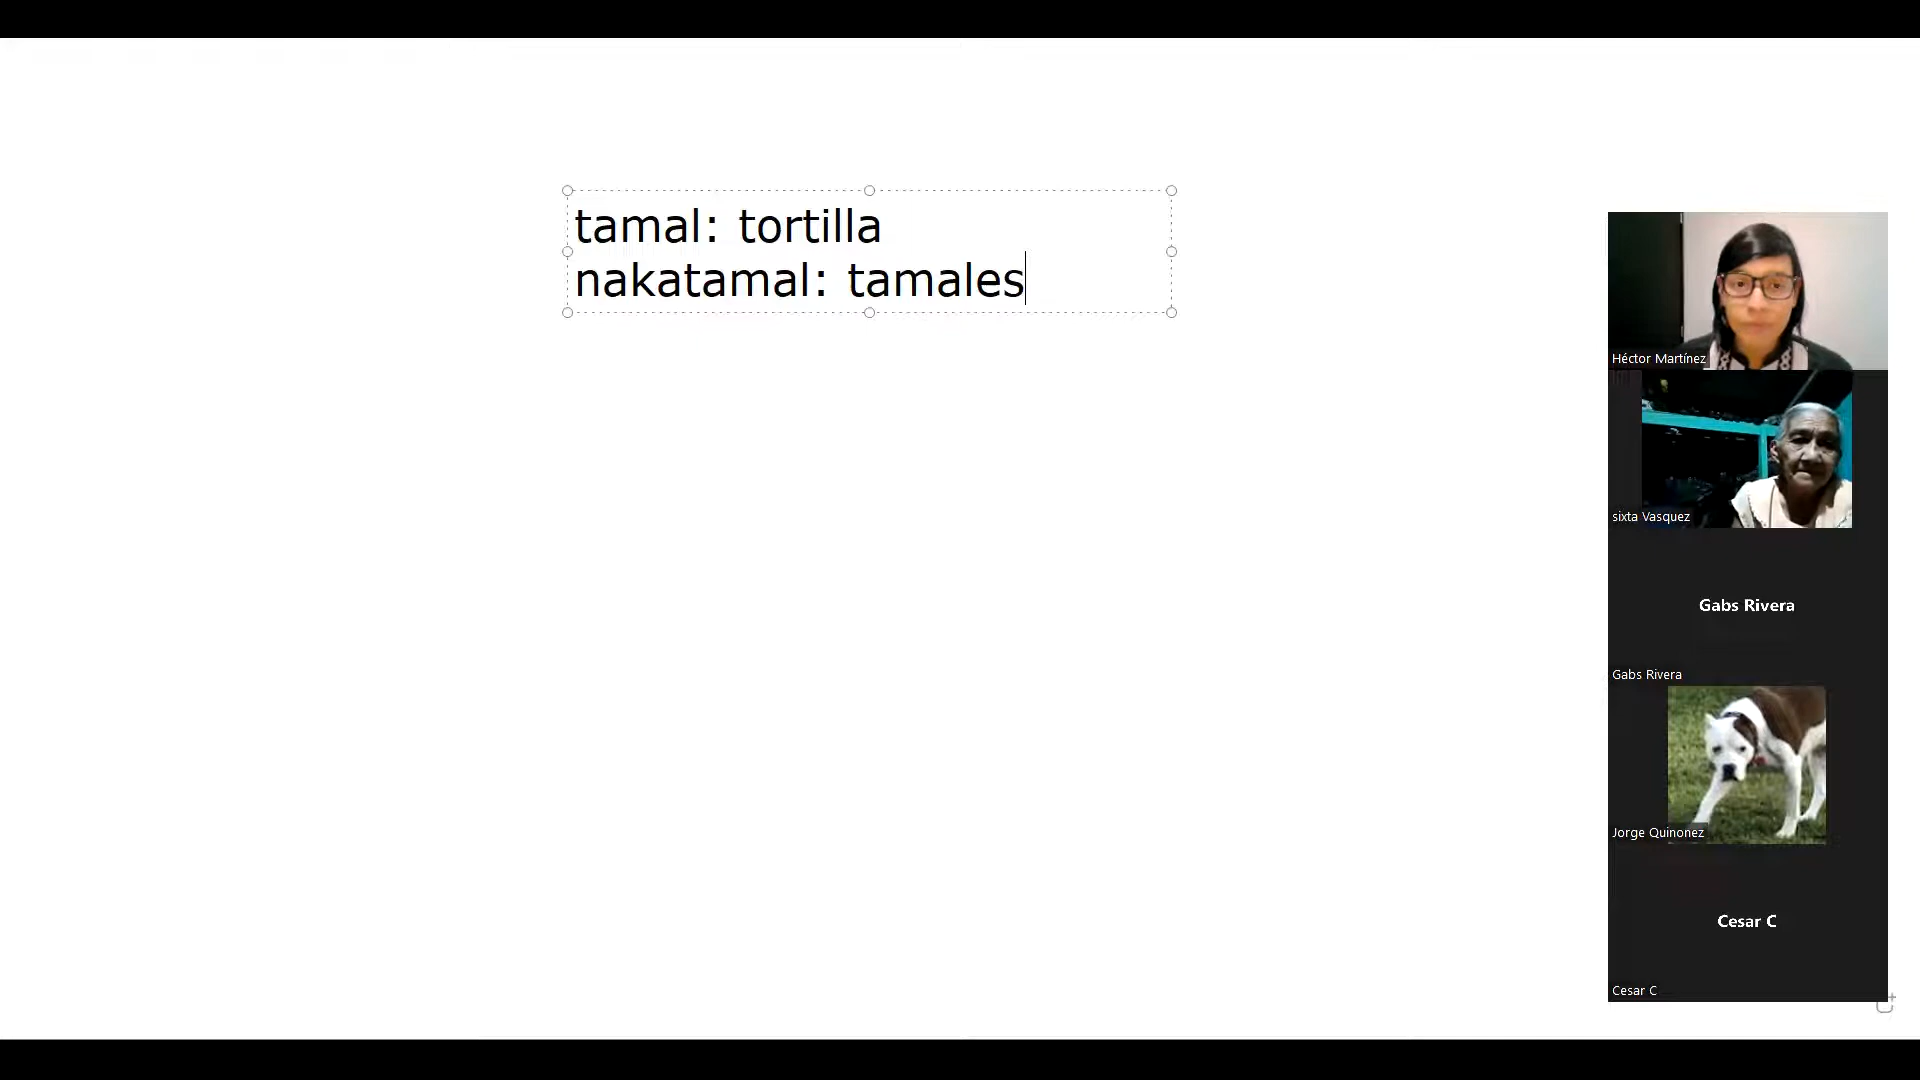 tamal: tortilla
nakatamal: tamales
Héctor Martínez
sixta Vasquez
Gabs Rivera
Gabs Rivera
Jorge Quinonez
Cesar C
Cesar C